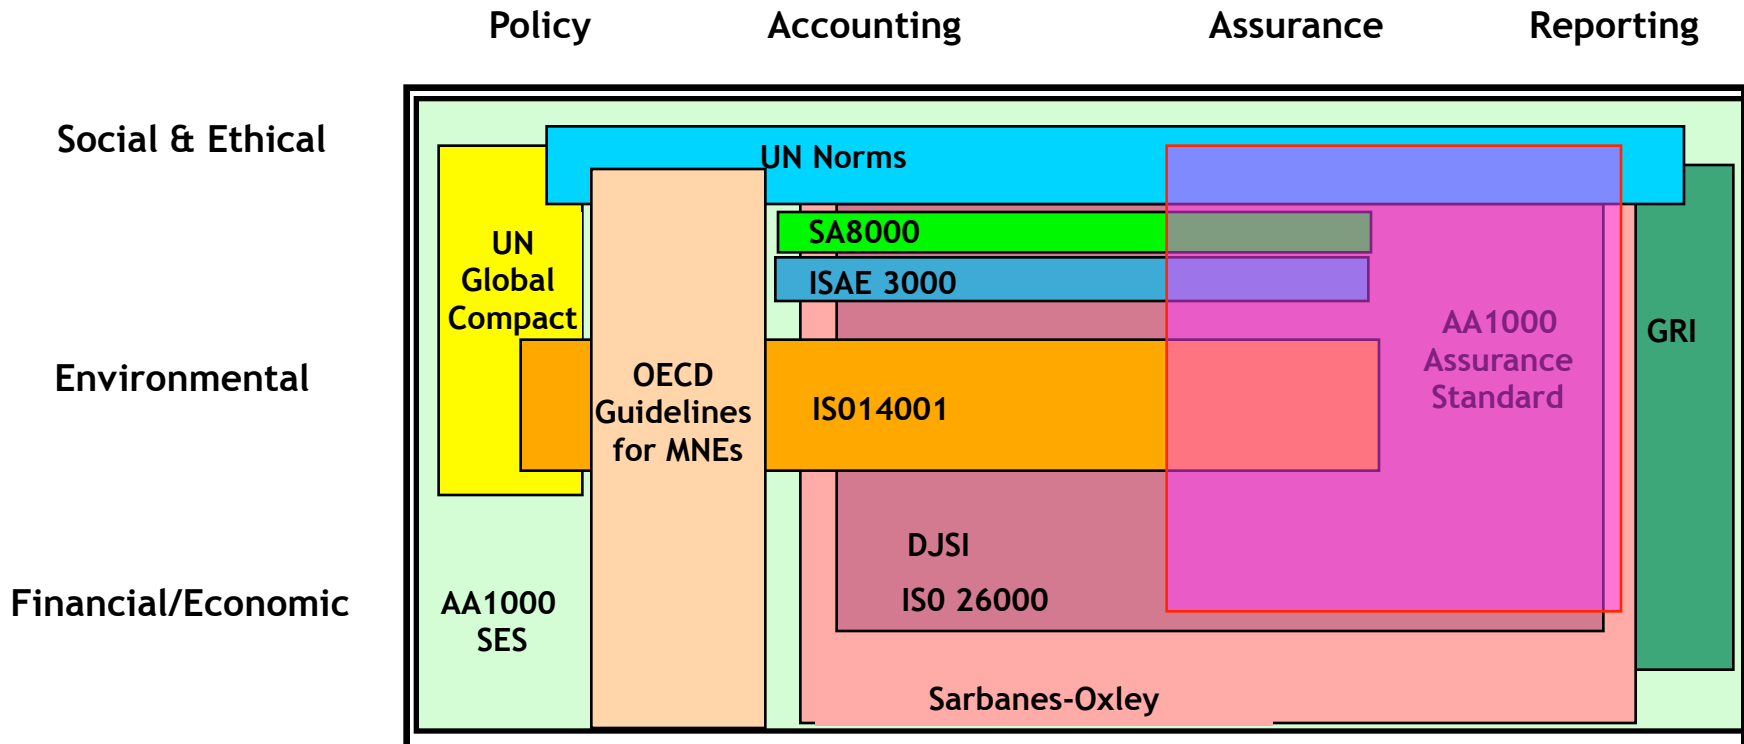 Policy Accounting Assurance Reporting
Social & Ethical
UN Norms
UN
Global
Compact
SA8000
ISAE 3000
AA1000
Assurance
Standard
GRI
Environmental
OECD
Guidelines
for MNEs
IS014001
DJSI
IS0 26000
Financial/Economic
AA1000
SES
Sarbanes-Oxley